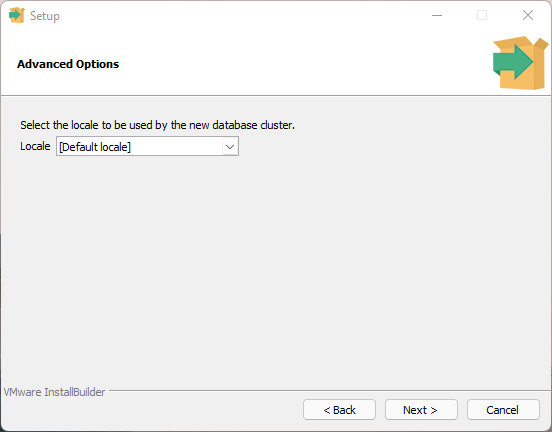 Setup
Advanced Options
Select the locale to be used by the new database cluster.
Locale [Default locale]
VMware InstallBuilder
< Back Next > Cancel